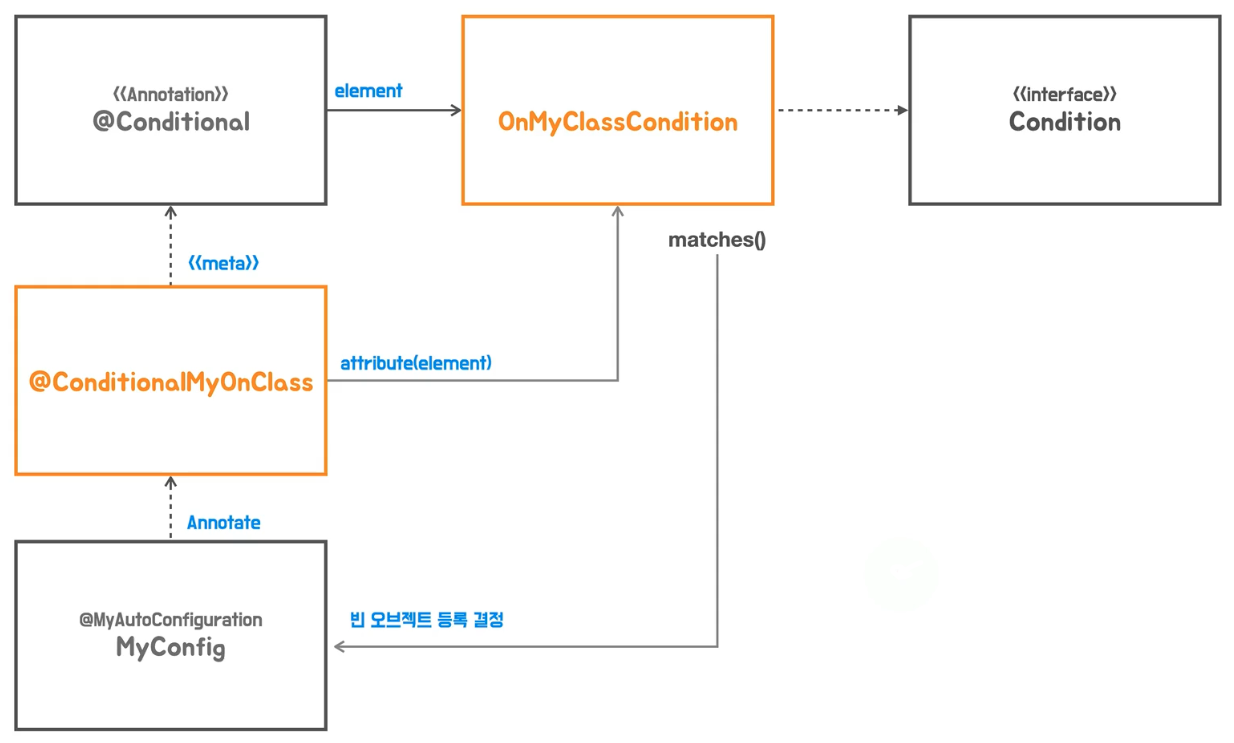 <<Annotation>>
@Conditional
element
OnMyClassCondition
<<interface>>
Condition
matches()
<<meta>>
attribute(element)
@ConditionalMyOnClass
Annotate
@MyAutoConfiguration
MyConfig
빈 오브젝트 등록 결정